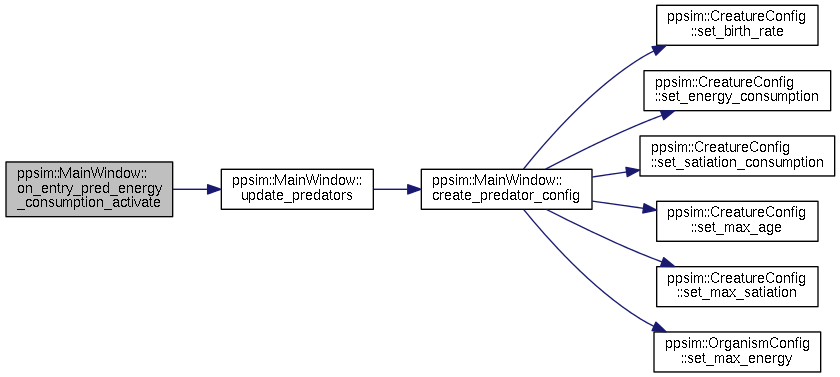 ppsim::MainWindow::
on_entry_pred_energy
_consumption_activate
ppsim::MainWindow::
update_predators
ppsim::MainWindow::
create_predator_config
ppsim::CreatureConfig
::set_birth_rate
ppsim::CreatureConfig
::set_energy_consumption
ppsim::CreatureConfig
::set_satiation_consumption
ppsim::CreatureConfig
::set_max_age
ppsim::CreatureConfig
::set_max_satiation
ppsim::OrganismConfig
::set_max_energy